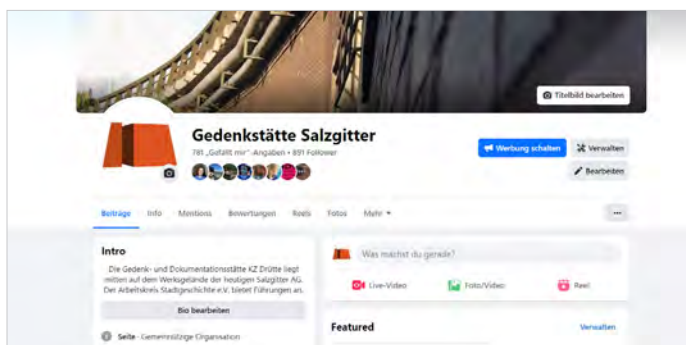 Titelbild bearbeiten
Gedenkstätte Salzgitter
781 „Gefällt mir“-Angaben • 891 Follower
Werbung schalten
Verwalten
Bearbeiten
Beiträge Info Mentions Bewertungen Reels Fotos Mehr
Intro
Die Gedenk- und Dokumentationsstätte KZ Drütte liegt
mitten auf dem Werksgelände der heutigen Salzgitter AG.
Der Arbeitskreis Stadtgeschichte e.V. bietet Führungen an.
Bio bearbeiten
Seite · Gemeinnützige Organisation
Was machst du gerade?
Live-Video Foto/Video Reel
Featured Verwalten